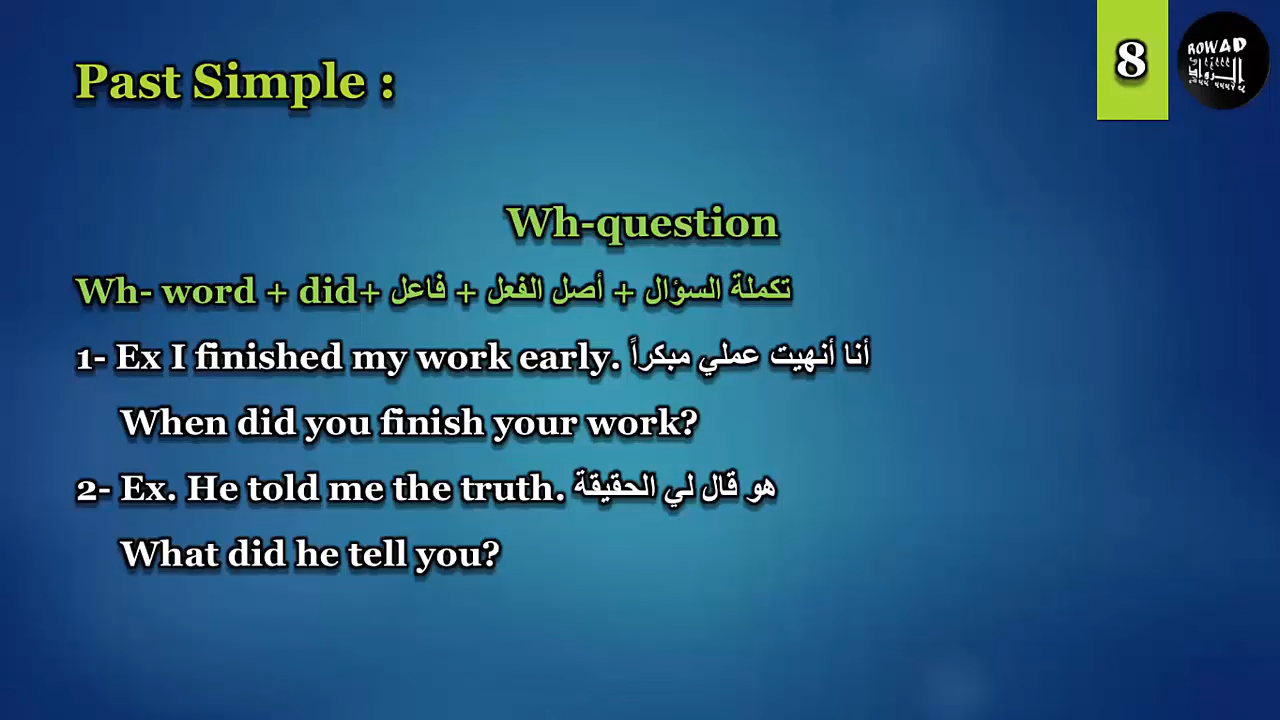 Past Simple :
8
ROWAD
الرواد
Wh-question
Wh- word + did+ فاعل + أصل الفعل + تكملة السؤال
1- Ex I finished my work early. أنا أنهيت عملي مبكراً
When did you finish your work?
2- Ex. He told me the truth. هو قال لي الحقيقة
What did he tell you?